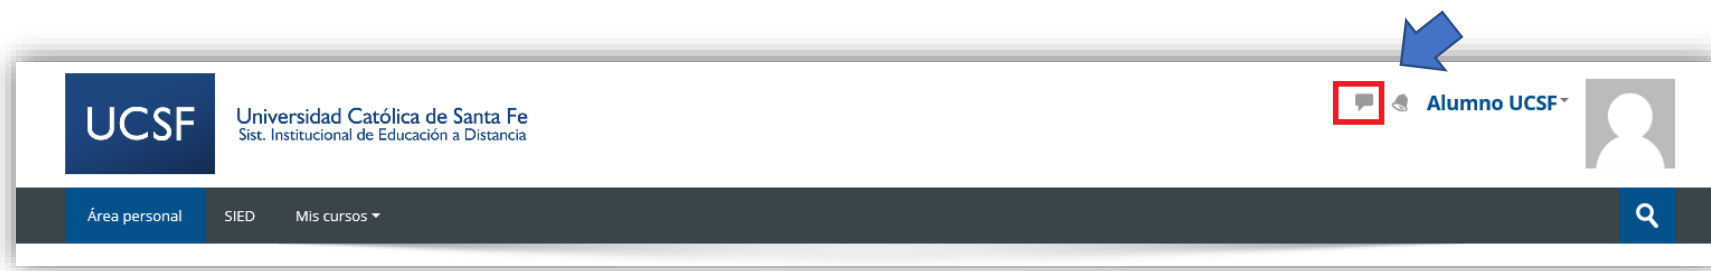 UCSF
Universidad Católica de Santa Fe
Sist. Institucional de Educación a Distancia
Alumno UCSF
Área personal
SIED
Mis cursos